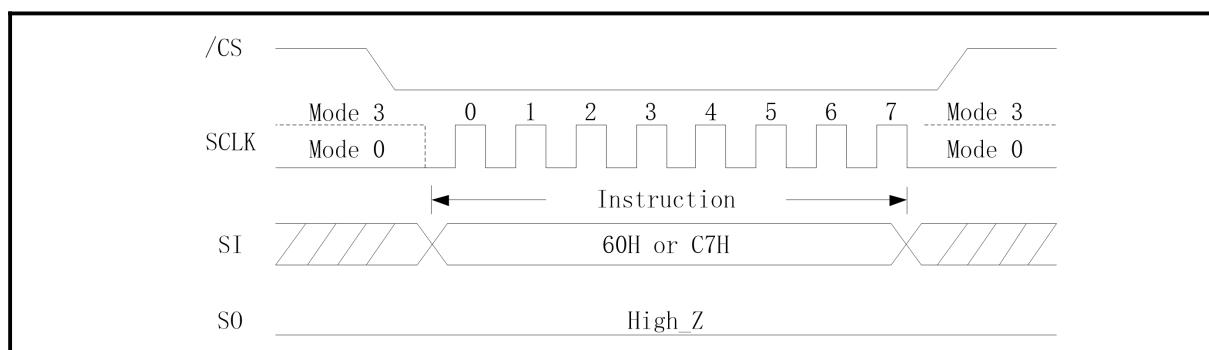 /CS
Mode 3 0 1 2 3 4 5 6 7 Mode 3
SCLK
Mode 0 Mode 0
Instruction
SI 60H or C7H
SO High_Z